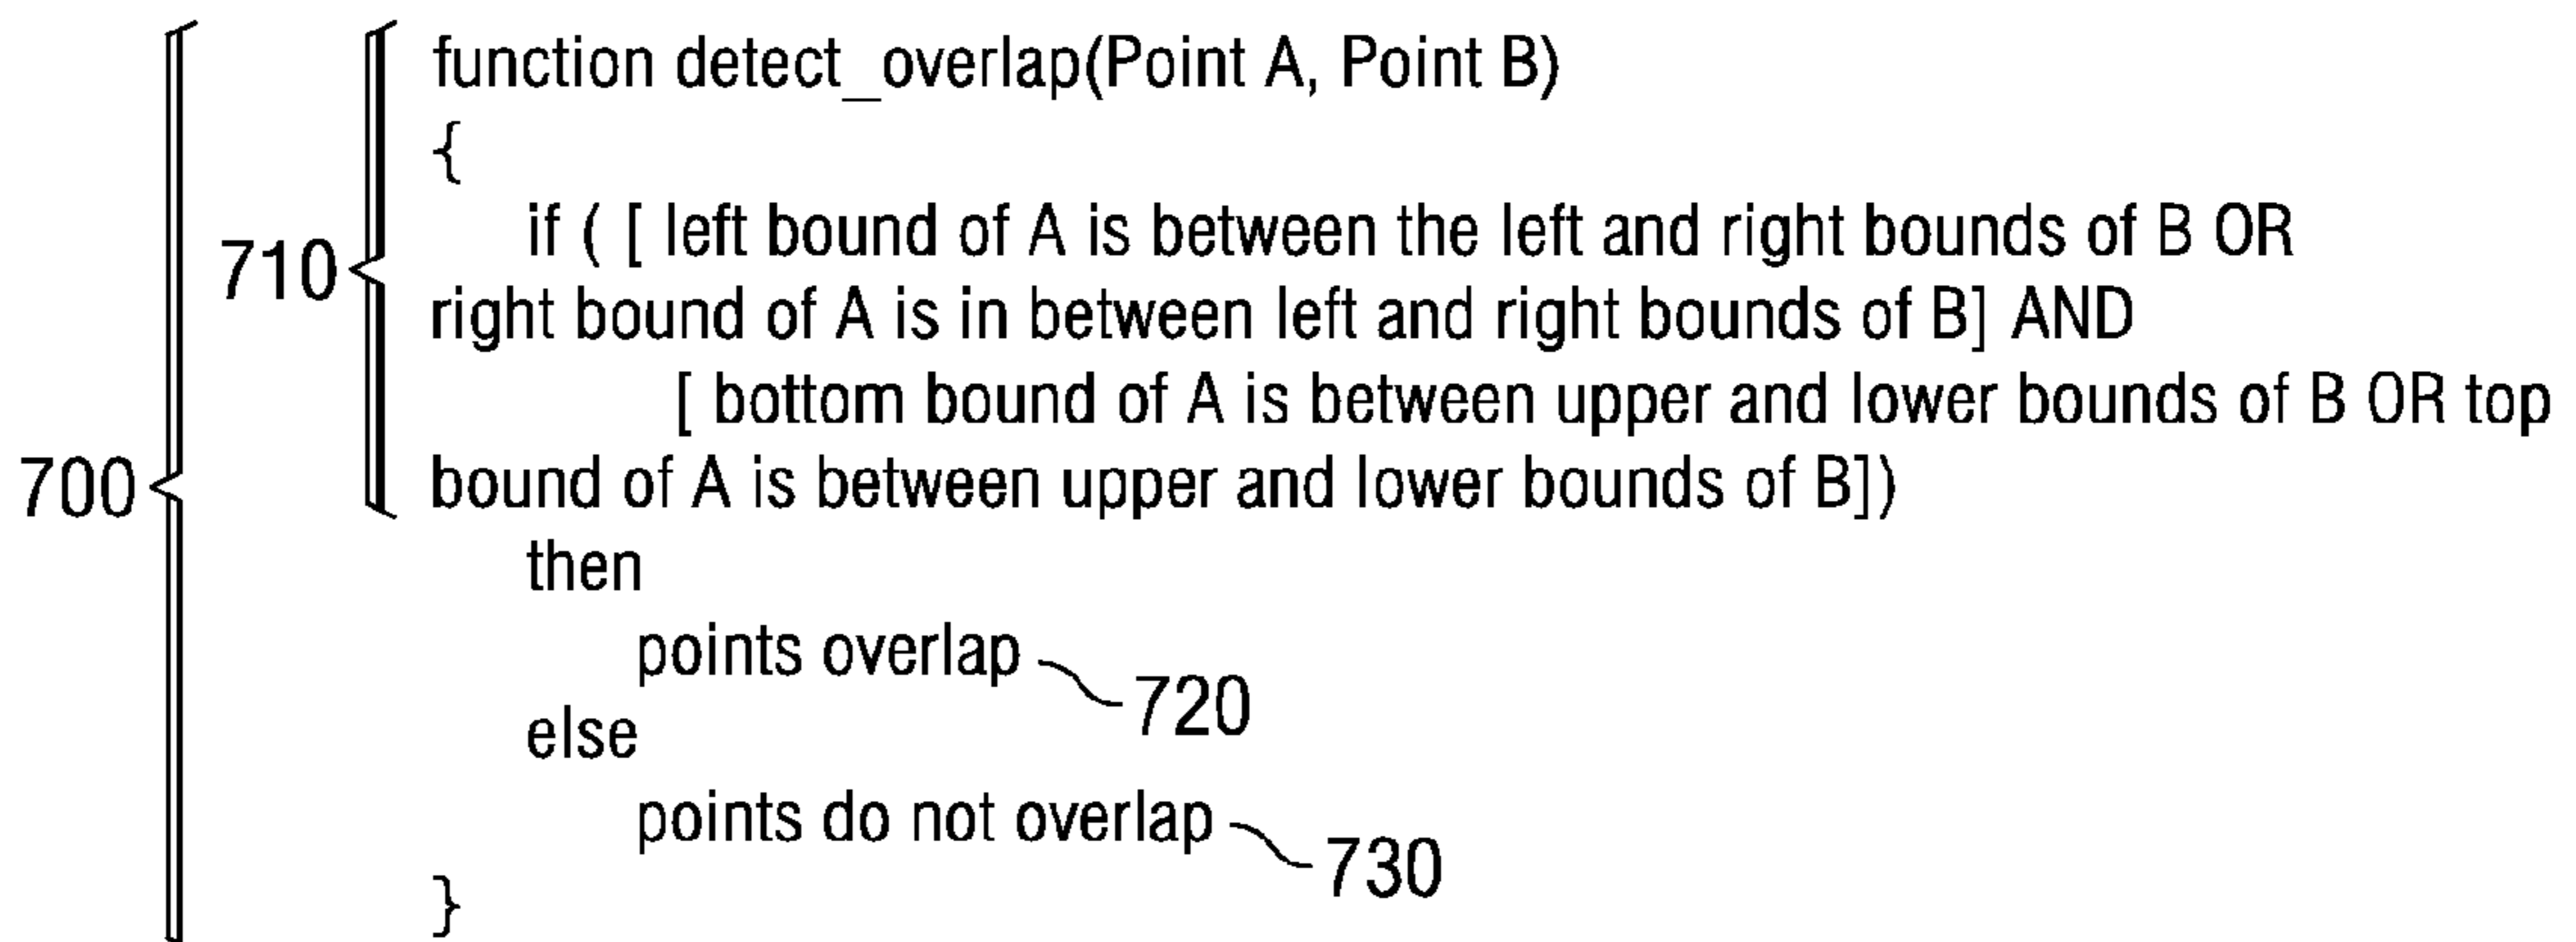 function detect_overlap(Point A, Point B)
{
if ( [ left bound of A is between the left and right bounds of B OR
710
right bound of A is in between left and right bounds of B] AND
[ bottom bound of A is between upper and lower bounds of B OR top
700
bound of A is between upper and lower bounds of B])
then
points overlap
720
else
points do not overlap
730
}